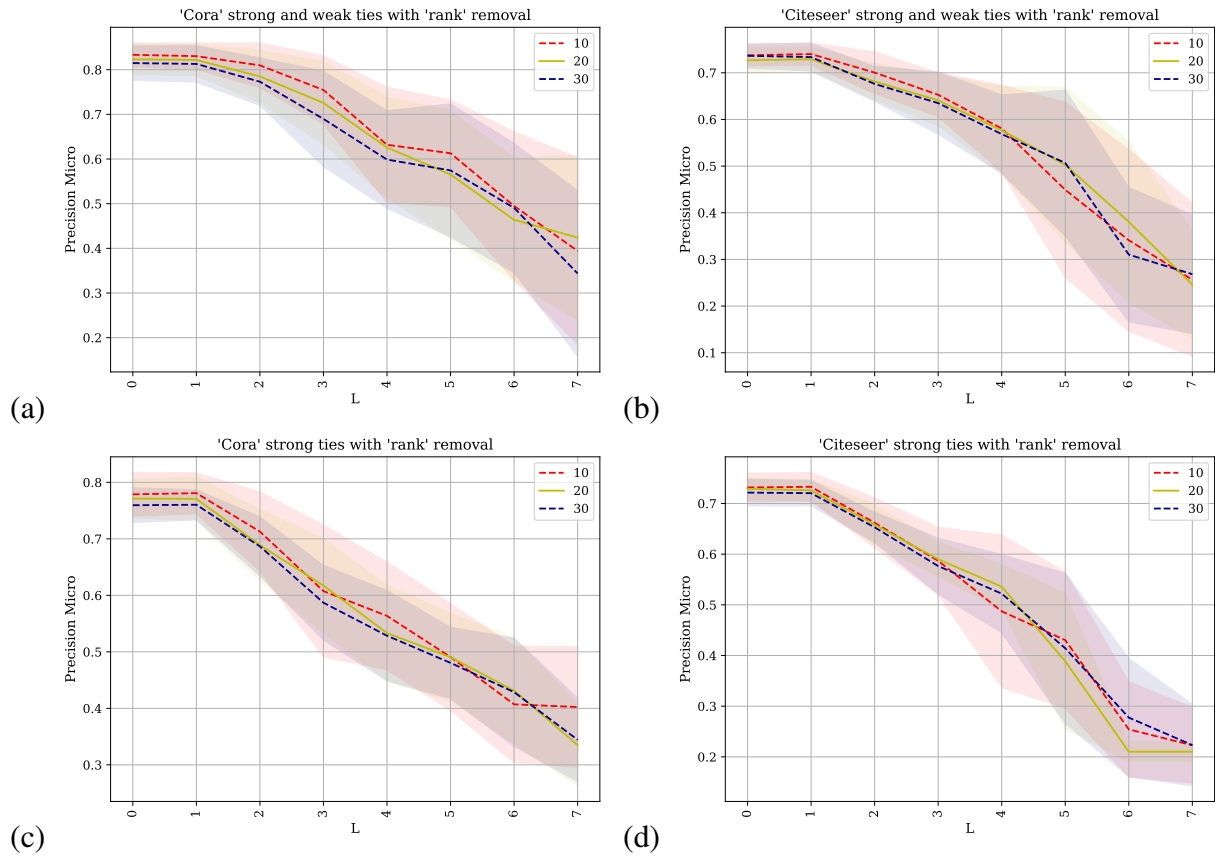 'Cora' strong and weak ties with 'rank' removal
10
20
30
0.8
0.7
0.6
0.5
0.4
0.3
0.2
Precision Micro
0 1 2 3 4 5 6 7
L
(a)
'Citeseer' strong and weak ties with 'rank' removal
10
20
30
0.7
0.6
0.5
0.4
0.3
0.2
0.1
Precision Micro
0 1 2 3 4 5 6 7
L
(b)
'Cora' strong ties with 'rank' removal
10
20
30
0.8
0.7
0.6
0.5
0.4
0.3
Precision Micro
0 1 2 3 4 5 6 7
L
(c)
'Citeseer' strong ties with 'rank' removal
10
20
30
0.7
0.6
0.5
0.4
0.3
0.2
Precision Micro
0 1 2 3 4 5 6 7
L
(d)